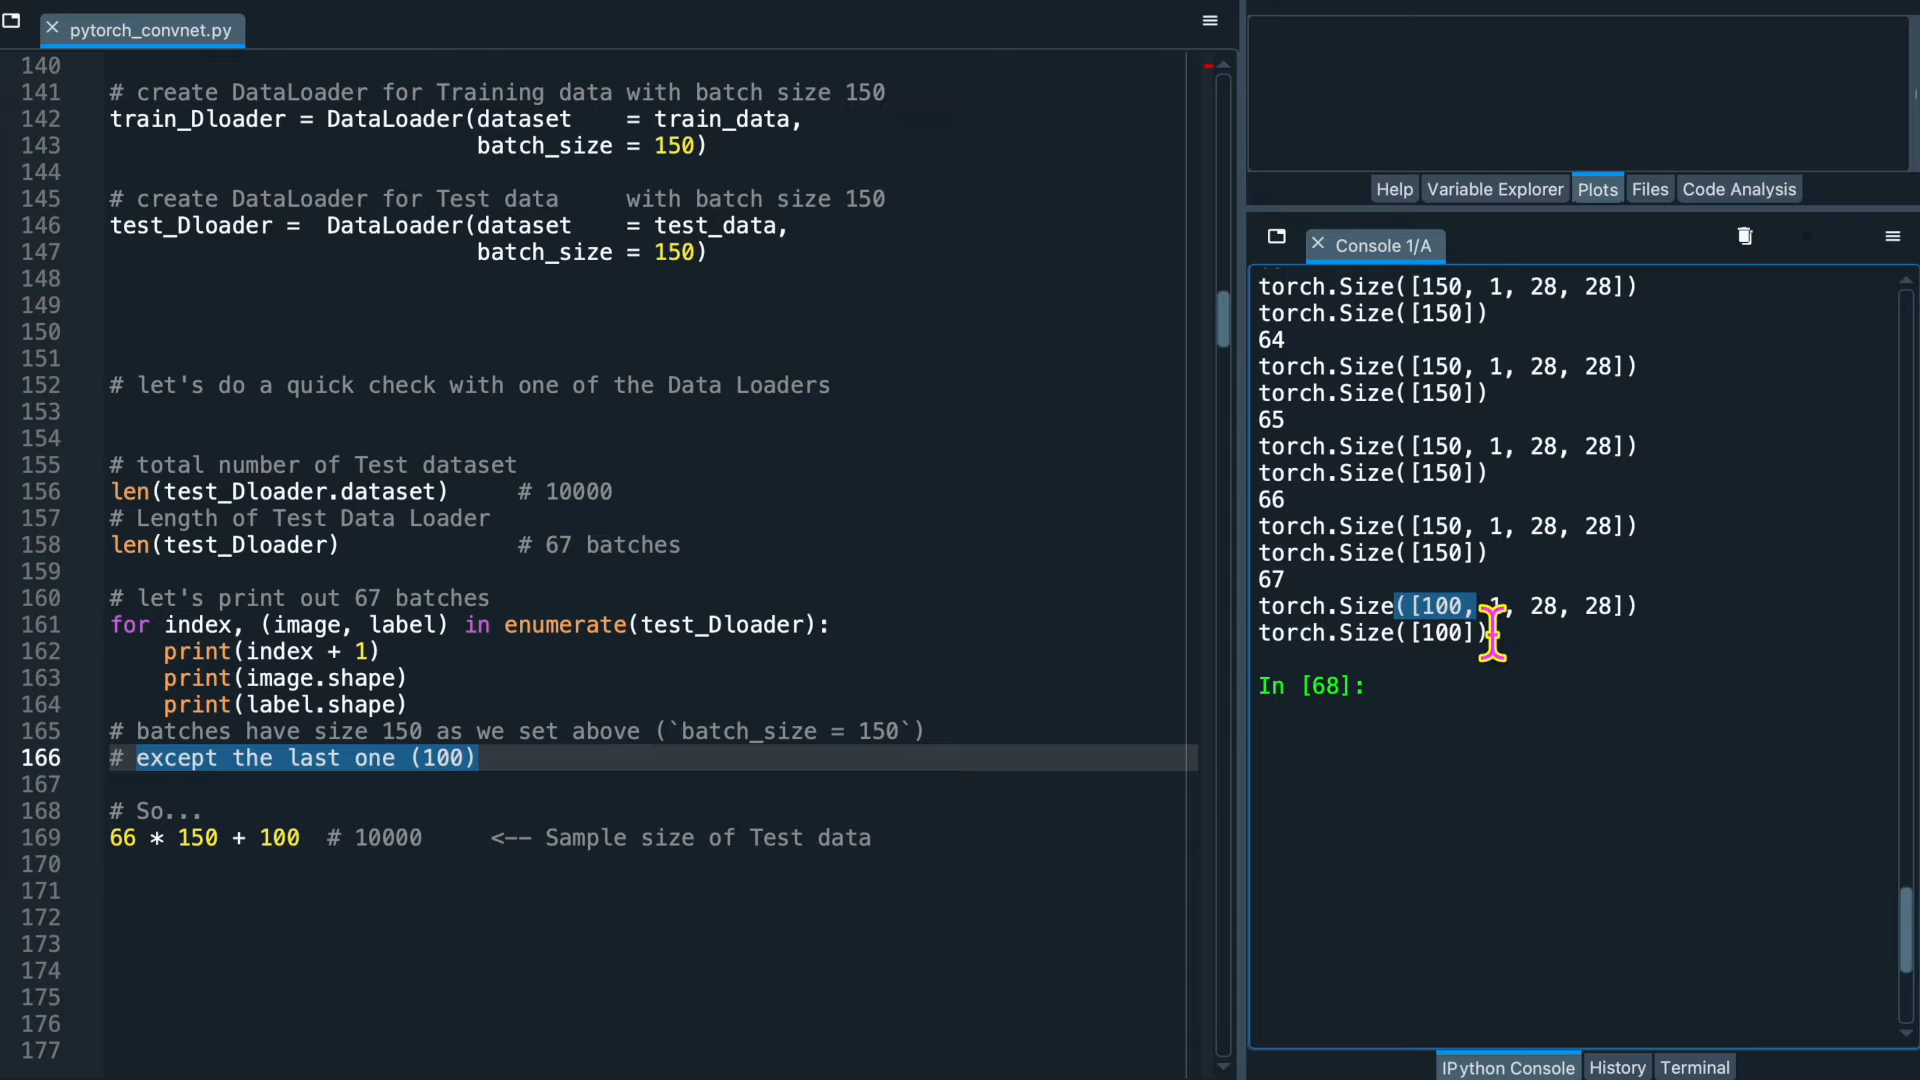 pytorch_convnet.py
140
141 # create DataLoader for Training data with batch size 150
142 train_Dloader = DataLoader(dataset    = train_data,
143                            batch_size = 150)
144
145 # create DataLoader for Test data     with batch size 150
146 test_Dloader =  DataLoader(dataset    = test_data,
147                            batch_size = 150)
148
149
150
151
152 # let's do a quick check with one of the Data Loaders
153
154
155 # total number of Test dataset
156 len(test_Dloader.dataset)     # 10000
157 # Length of Test Data Loader
158 len(test_Dloader)             # 67 batches
159
160 # let's print out 67 batches
161 for index, (image, label) in enumerate(test_Dloader):
162     print(index + 1)
163     print(image.shape)
164     print(label.shape)
165 # batches have size 150 as we set above (`batch_size = 150`)
166 # except the last one (100)
167
168 # So...
169 66 * 150 + 100  # 10000     <-- Sample size of Test data
170
171
172
173
174
175
176
177
Help Variable Explorer Plots Files Code Analysis
Console 1/A
torch.Size([150, 1, 28, 28])
torch.Size([150])
64
torch.Size([150, 1, 28, 28])
torch.Size([150])
65
torch.Size([150, 1, 28, 28])
torch.Size([150])
66
torch.Size([150, 1, 28, 28])
torch.Size([150])
67
torch.Size([100, 1, 28, 28])
torch.Size([100])
In [68]:
IPython Console History Terminal